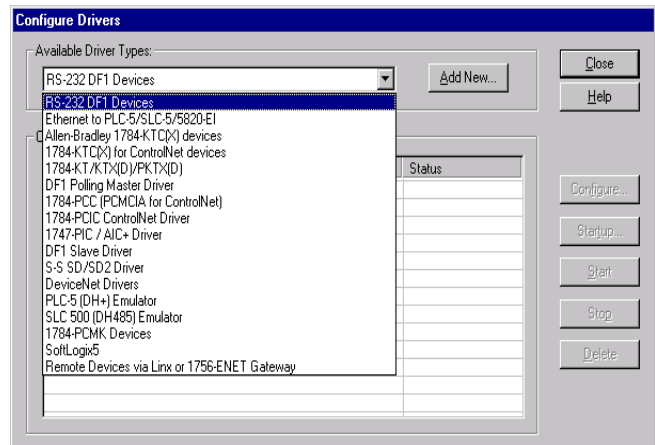 Configure Drivers
Available Driver Types:
RS-232 DF1 Devices
Add New...
Close
Help
RS-232 DF1 Devices
Ethernet to PLC-5/SLC-5/5820-EI
Allen-Bradley 1784-KTC(X) devices
1784-KTC(X) for ControlNet devices
1784-KT/KTX(D)/PKTX(D)
DF1 Polling Master Driver
1784-PCC (PCMCIA for ControlNet)
1784-PCIC ControlNet Driver
1747-PIC / AIC+ Driver
DF1 Slave Driver
S-S SD/SD2 Driver
DeviceNet Drivers
PLC-5 (DH+) Emulator
SLC 500 (DH485) Emulator
1784-PCMK Devices
SoftLogix5
Remote Devices via Linx or 1756-ENET Gateway
Status
Configure...
Startup...
Start
Stop
Delete